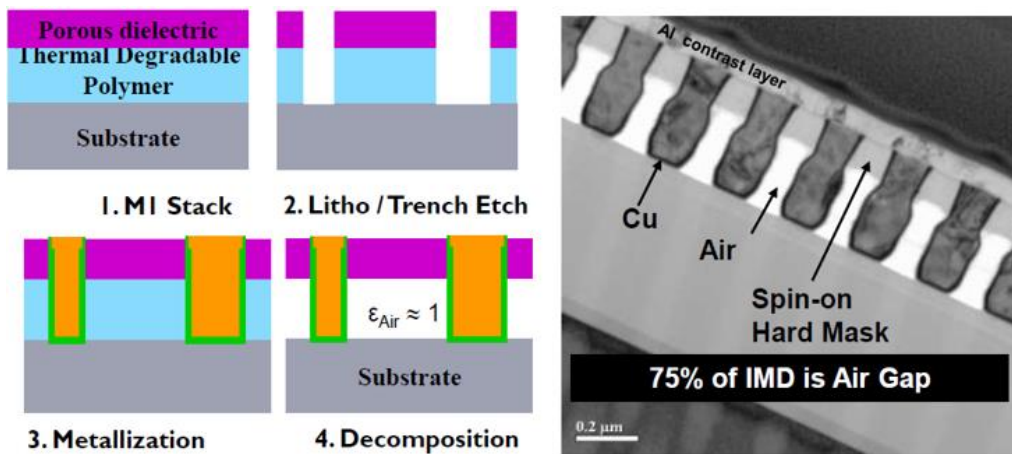 Porous dielectric
Thermal Degradable
Polymer
Substrate
1. M1 Stack
2. Litho / Trench Etch
εAir ≈ 1
Substrate
3. Metallization
4. Decomposition
Al contrast layer
Cu
Air
Spin-on
Hard Mask
75% of IMD is Air Gap
0.2 μm